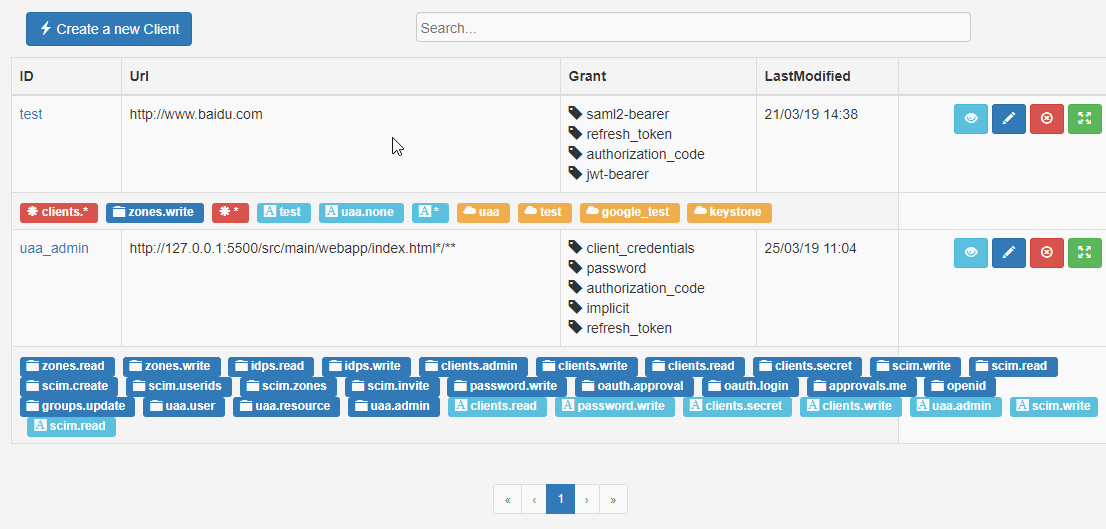 Create a new Client
Search...
ID Url Grant LastModified
test http://www.baidu.com saml2-bearer 21/03/19 14:38
refresh_token
authorization_code
jwt-bearer
clients.* zones.write * A test A uaa.none A * uaa test google_test keystone
uaa_admin http://127.0.0.1:5500/src/main/webapp/index.html*/** client_credentials 25/03/19 11:04
password
authorization_code
implicit
refresh_token
zones.read zones.write idps.read idps.write clients.admin clients.write clients.read clients.secret scim.write scim.read
scim.create scim.userids scim.zones scim.invite password.write oauth.approval oauth.login approvals.me openid
groups.update uaa.user uaa.resource uaa.admin A clients.read A password.write A clients.secret A clients.write A uaa.admin A scim.write
A scim.read
« ‹ 1 › »